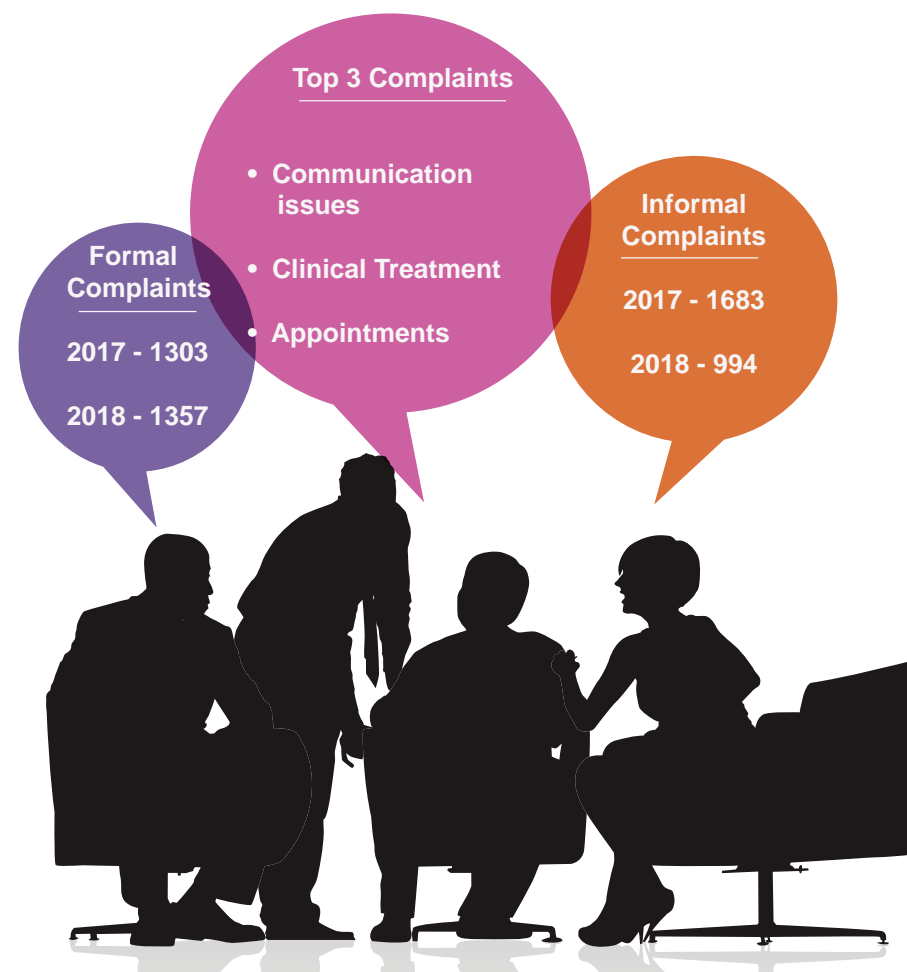 Top 3 Complaints
• Communication
issues
• Clinical Treatment
• Appointments
Formal
Complaints
2017 - 1303
2018 - 1357
Informal
Complaints
2017 - 1683
2018 - 994